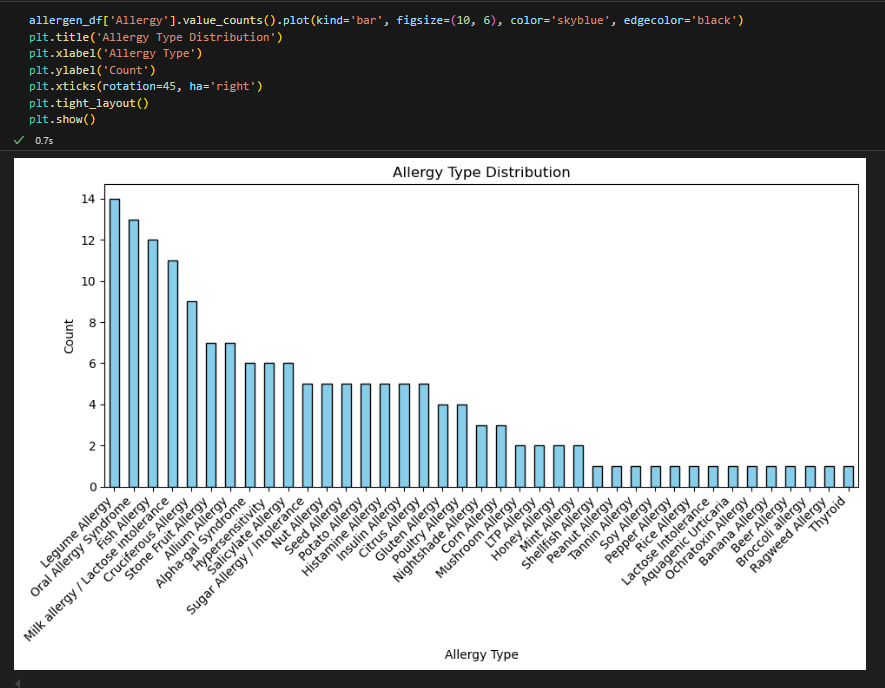 allergen_df['Allergy'].value_counts().plot(kind='bar', figsize=(10, 6), color='skyblue', edgecolor='black')
plt.title('Allergy Type Distribution')
plt.xlabel('Allergy Type')
plt.ylabel('Count')
plt.xticks(rotation=45, ha='right')
plt.tight_layout()
plt.show()
0.7s
Allergy Type Distribution
14
12
10
8
6
4
2
0
Count
Legume Allergy
Oral Allergy Syndrome
Fish Allergy
Milk allergy / Lactose intolerance
Cruciferous Allergy
Stone Fruit Allergy
Allium Allergy
Alpha-gal Syndrome
Hypersensitivity
Salicylate Allergy
Sugar Allergy / Intolerance
Nut Allergy
Seed Allergy
Potato Allergy
Histamine Allergy
Insulin Allergy
Citrus Allergy
Gluten Allergy
Poultry Allergy
Nightshade Allergy
Corn Allergy
Mushroom Allergy
LTP Allergy
Honey Allergy
Mint Allergy
Shellfish Allergy
Peanut Allergy
Tannin Allergy
Soy Allergy
Pepper Allergy
Rice Allergy
Lactose Intolerance
Aquagenic Urticaria
Ochratoxin Allergy
Banana Allergy
Beer Allergy
Broccoli allergy
Ragweed Allergy
Thyroid
Allergy Type